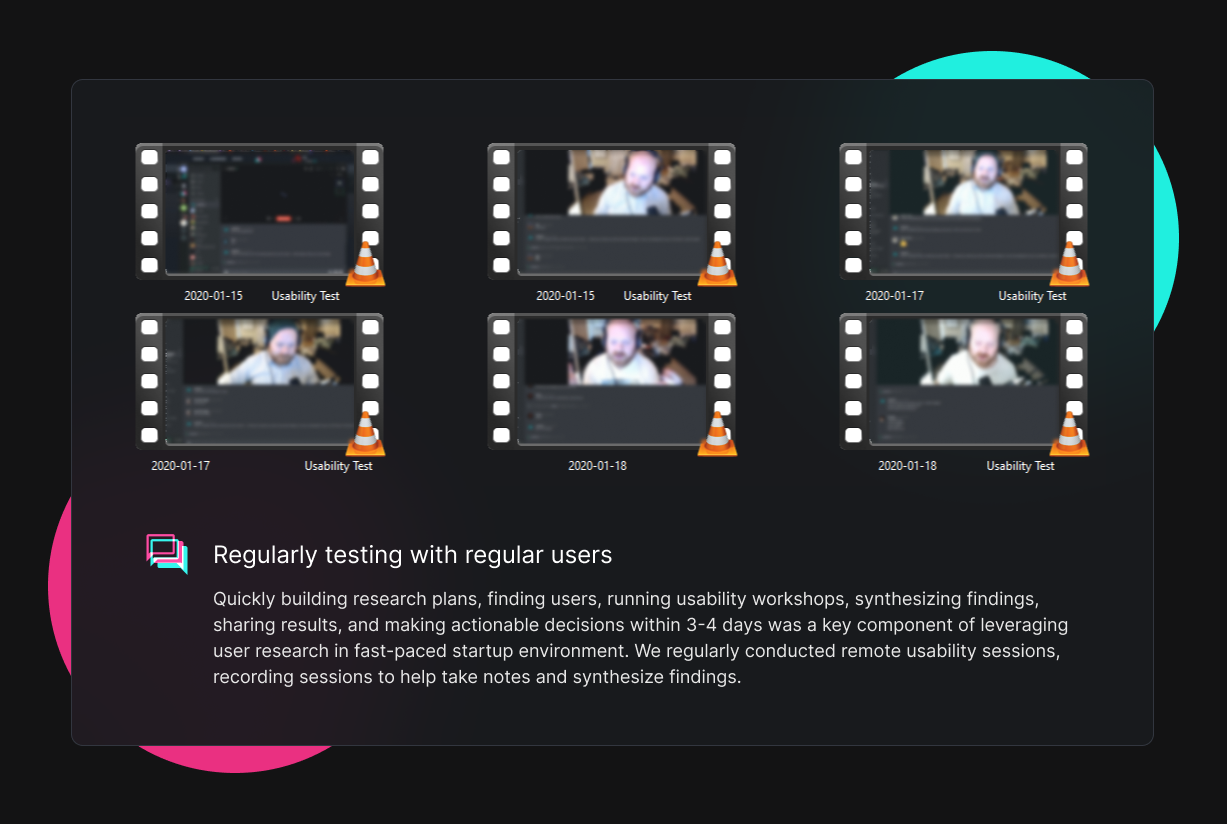 2020-01-15 Usability Test
2020-01-15 Usability Test
2020-01-17 Usability Test
2020-01-17 Usability Test
2020-01-18
2020-01-18 Usability Test
Regularly testing with regular users
Quickly building research plans, finding users, running usability workshops, synthesizing findings,
sharing results, and making actionable decisions within 3-4 days was a key component of leveraging
user research in fast-paced startup environment. We regularly conducted remote usability sessions,
recording sessions to help take notes and synthesize findings.